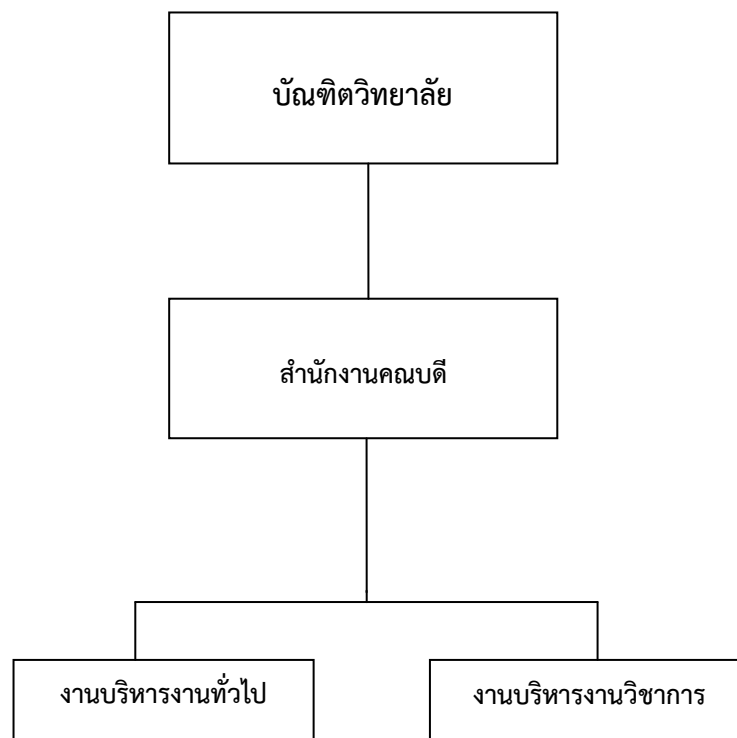 บัณฑิตวิทยาลัย
สำนักงานคณบดี
งานบริหารงานทั่วไป
งานบริหารงานวิชาการ